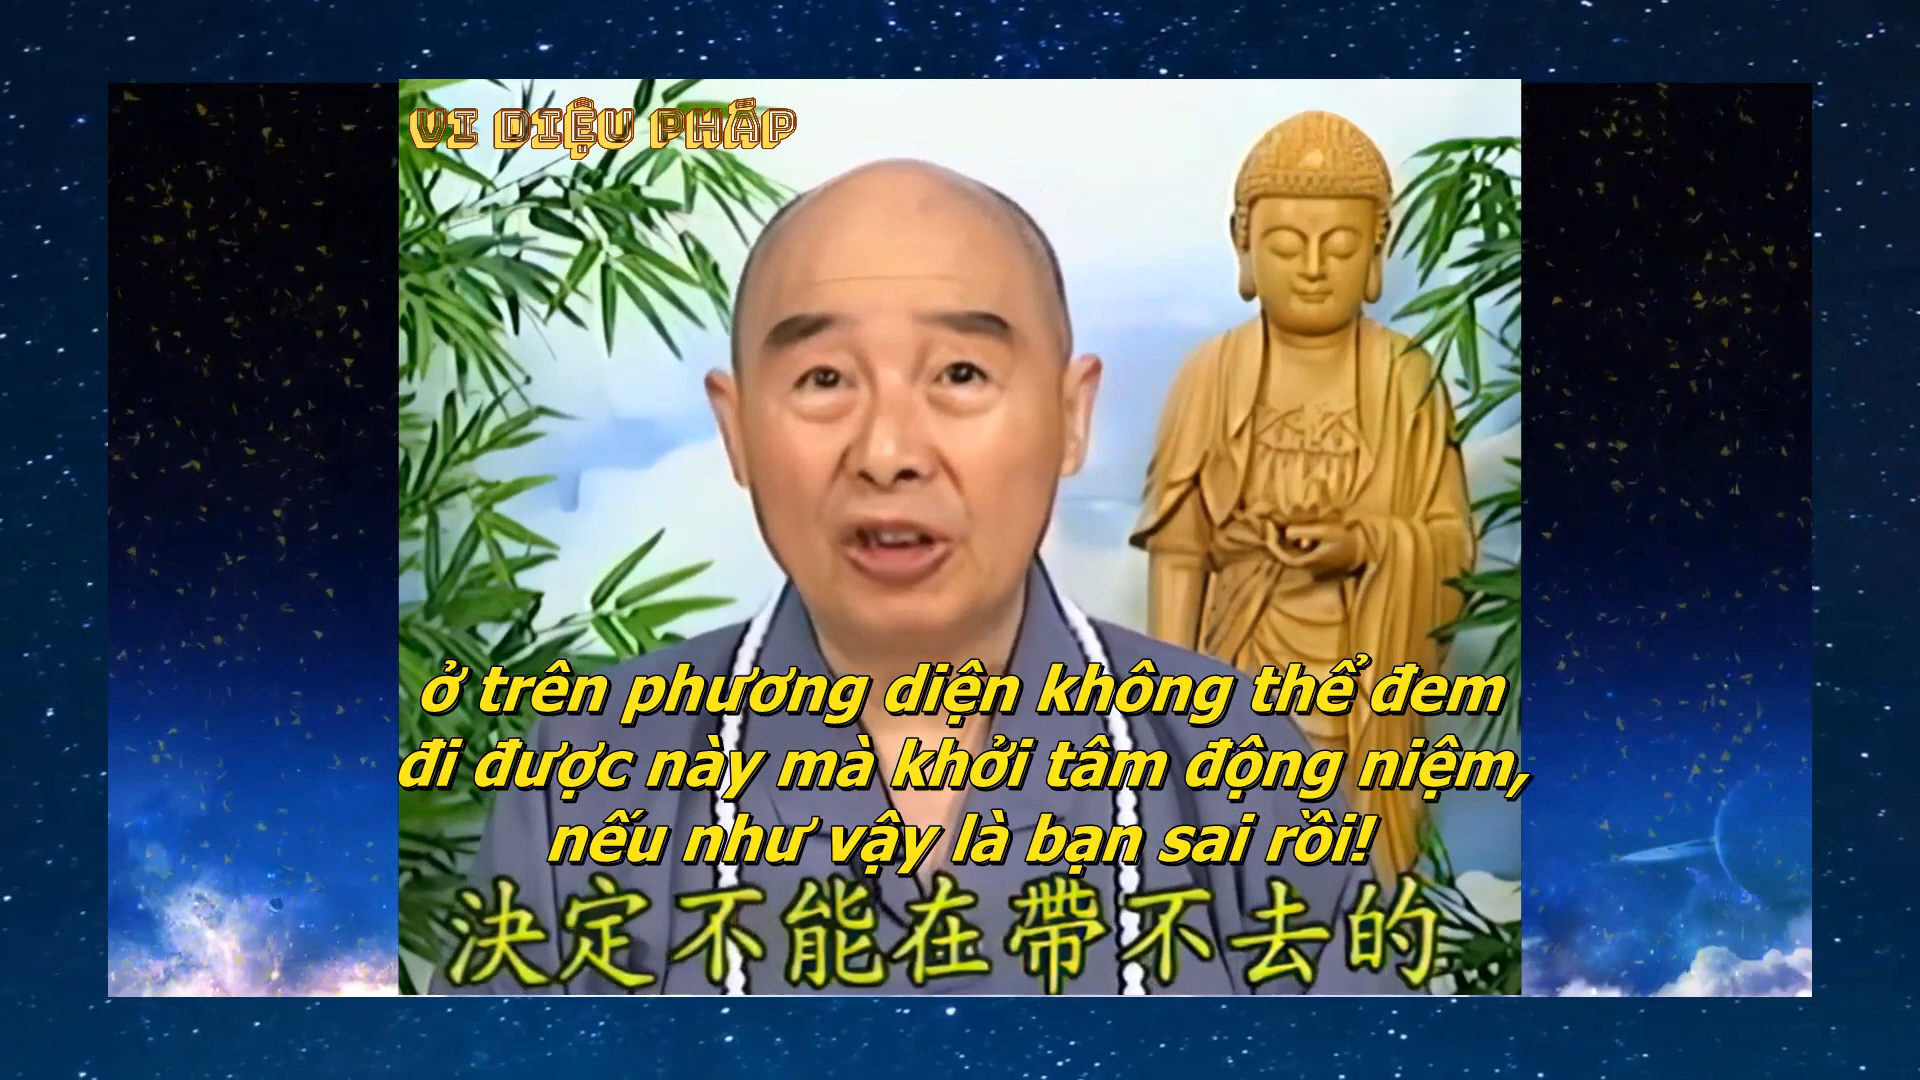 VI DIỆU PHÁP
ở trên phương diện không thể đem
đi được này mà khởi tâm động niệm,
nếu như vậy là bạn sai rồi!
決定不能在帶不去的